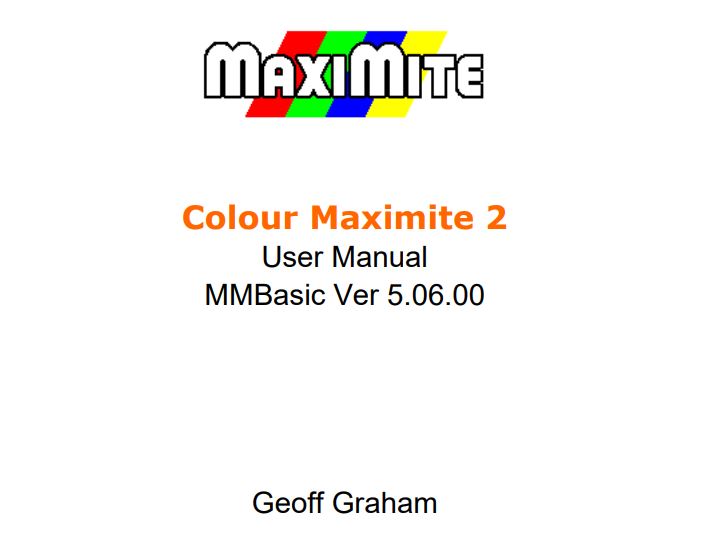 MAXIMITE
Colour Maximite 2
User Manual
MMBasic Ver 5.06.00
Geoff Graham